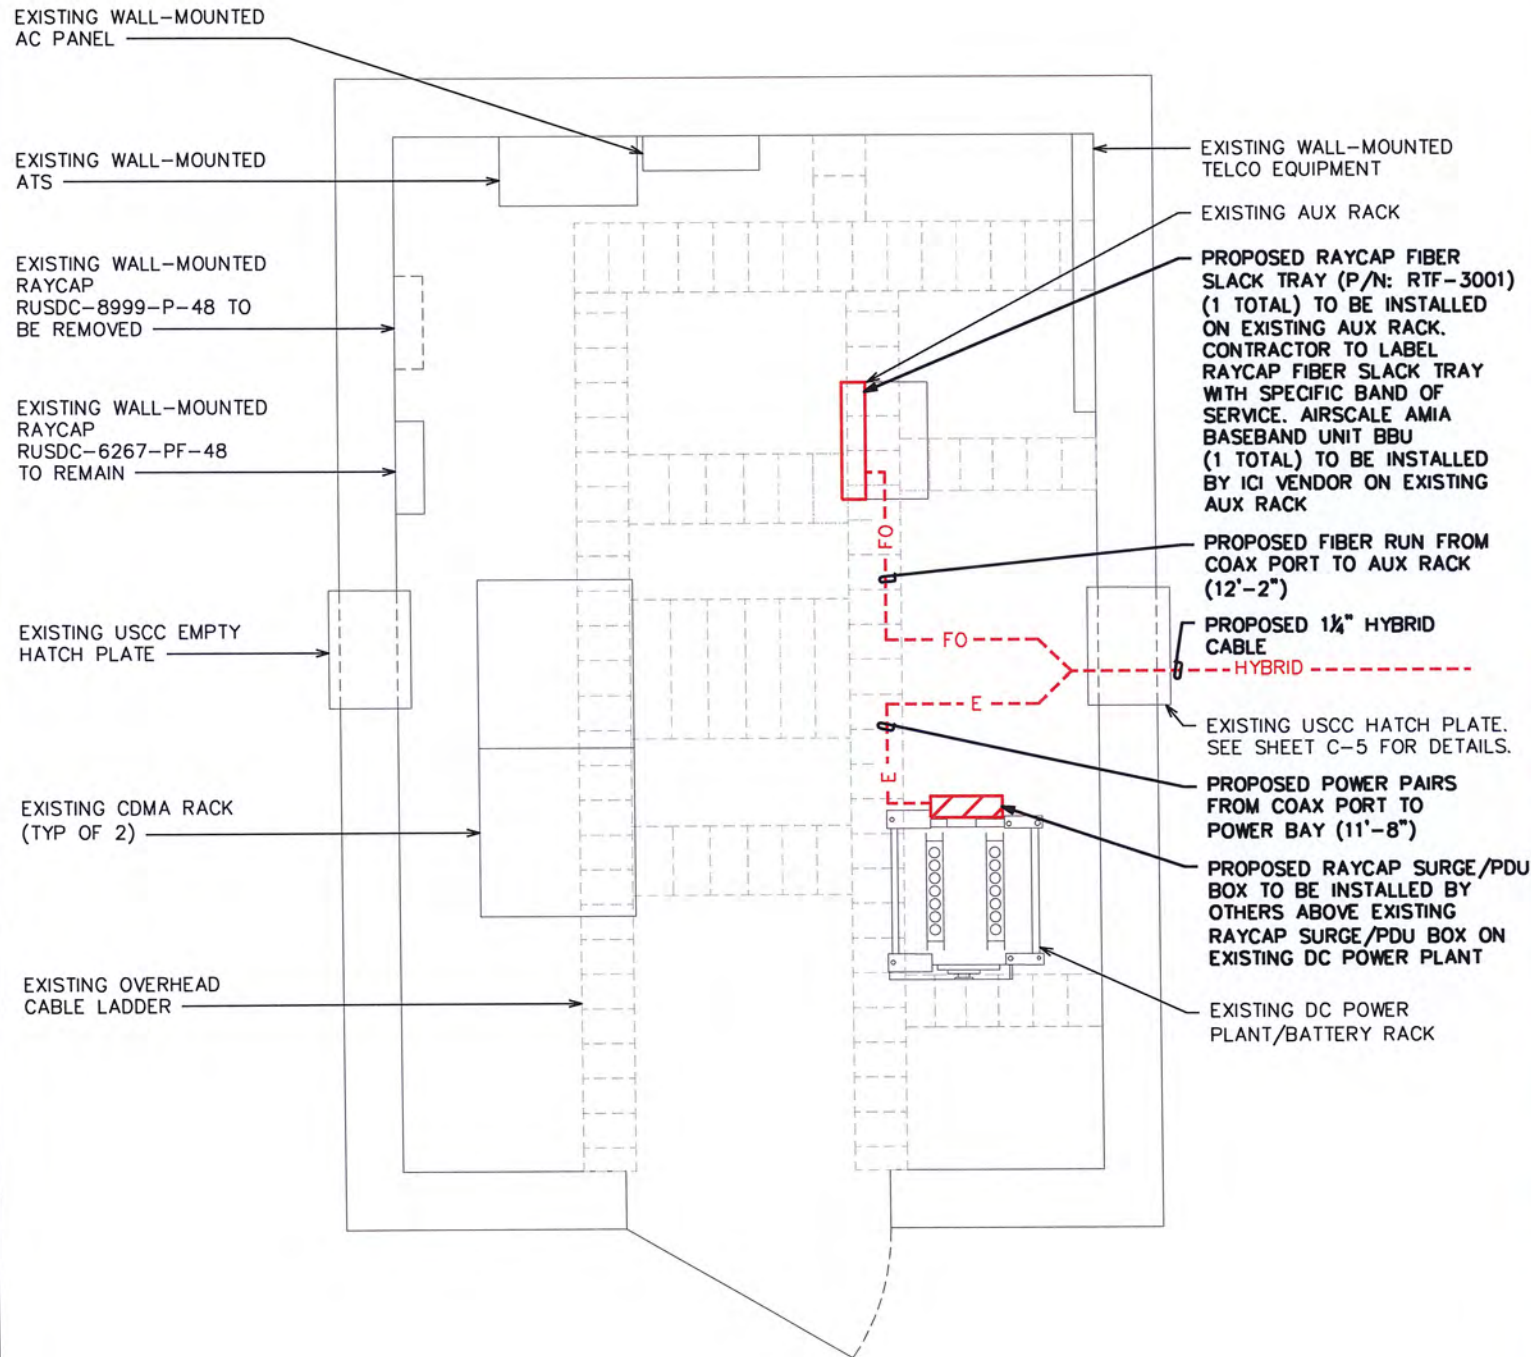 EXISTING WALL-MOUNTED
AC PANEL
EXISTING WALL-MOUNTED
ATS
EXISTING WALL-MOUNTED
RAYCAP
RUSDC-8999-P-48 TO
BE REMOVED
EXISTING WALL-MOUNTED
RAYCAP
RUSDC-6267-PF-48
TO REMAIN
EXISTING USCC EMPTY
HATCH PLATE
EXISTING CDMA RACK
(TYP OF 2)
EXISTING OVERHEAD
CABLE LADDER
FO
FO
E
E
HYBRID
EXISTING WALL-MOUNTED
TELCO EQUIPMENT
EXISTING AUX RACK
PROPOSED RAYCAP FIBER
SLACK TRAY (P/N: RTF-3001)
(1 TOTAL) TO BE INSTALLED
ON EXISTING AUX RACK.
CONTRACTOR TO LABEL
RAYCAP FIBER SLACK TRAY
WITH SPECIFIC BAND OF
SERVICE. AIRSCALE AMIA
BASEBAND UNIT BBU
(1 TOTAL) TO BE INSTALLED
BY ICI VENDOR ON EXISTING
AUX RACK
PROPOSED FIBER RUN FROM
COAX PORT TO AUX RACK
(12'-2")
PROPOSED 1¼" HYBRID
CABLE
EXISTING USCC HATCH PLATE.
SEE SHEET C-5 FOR DETAILS.
PROPOSED POWER PAIRS
FROM COAX PORT TO
POWER BAY (11'-8")
PROPOSED RAYCAP SURGE/PDU
BOX TO BE INSTALLED BY
OTHERS ABOVE EXISTING
RAYCAP SURGE/PDU BOX ON
EXISTING DC POWER PLANT
EXISTING DC POWER
PLANT/BATTERY RACK